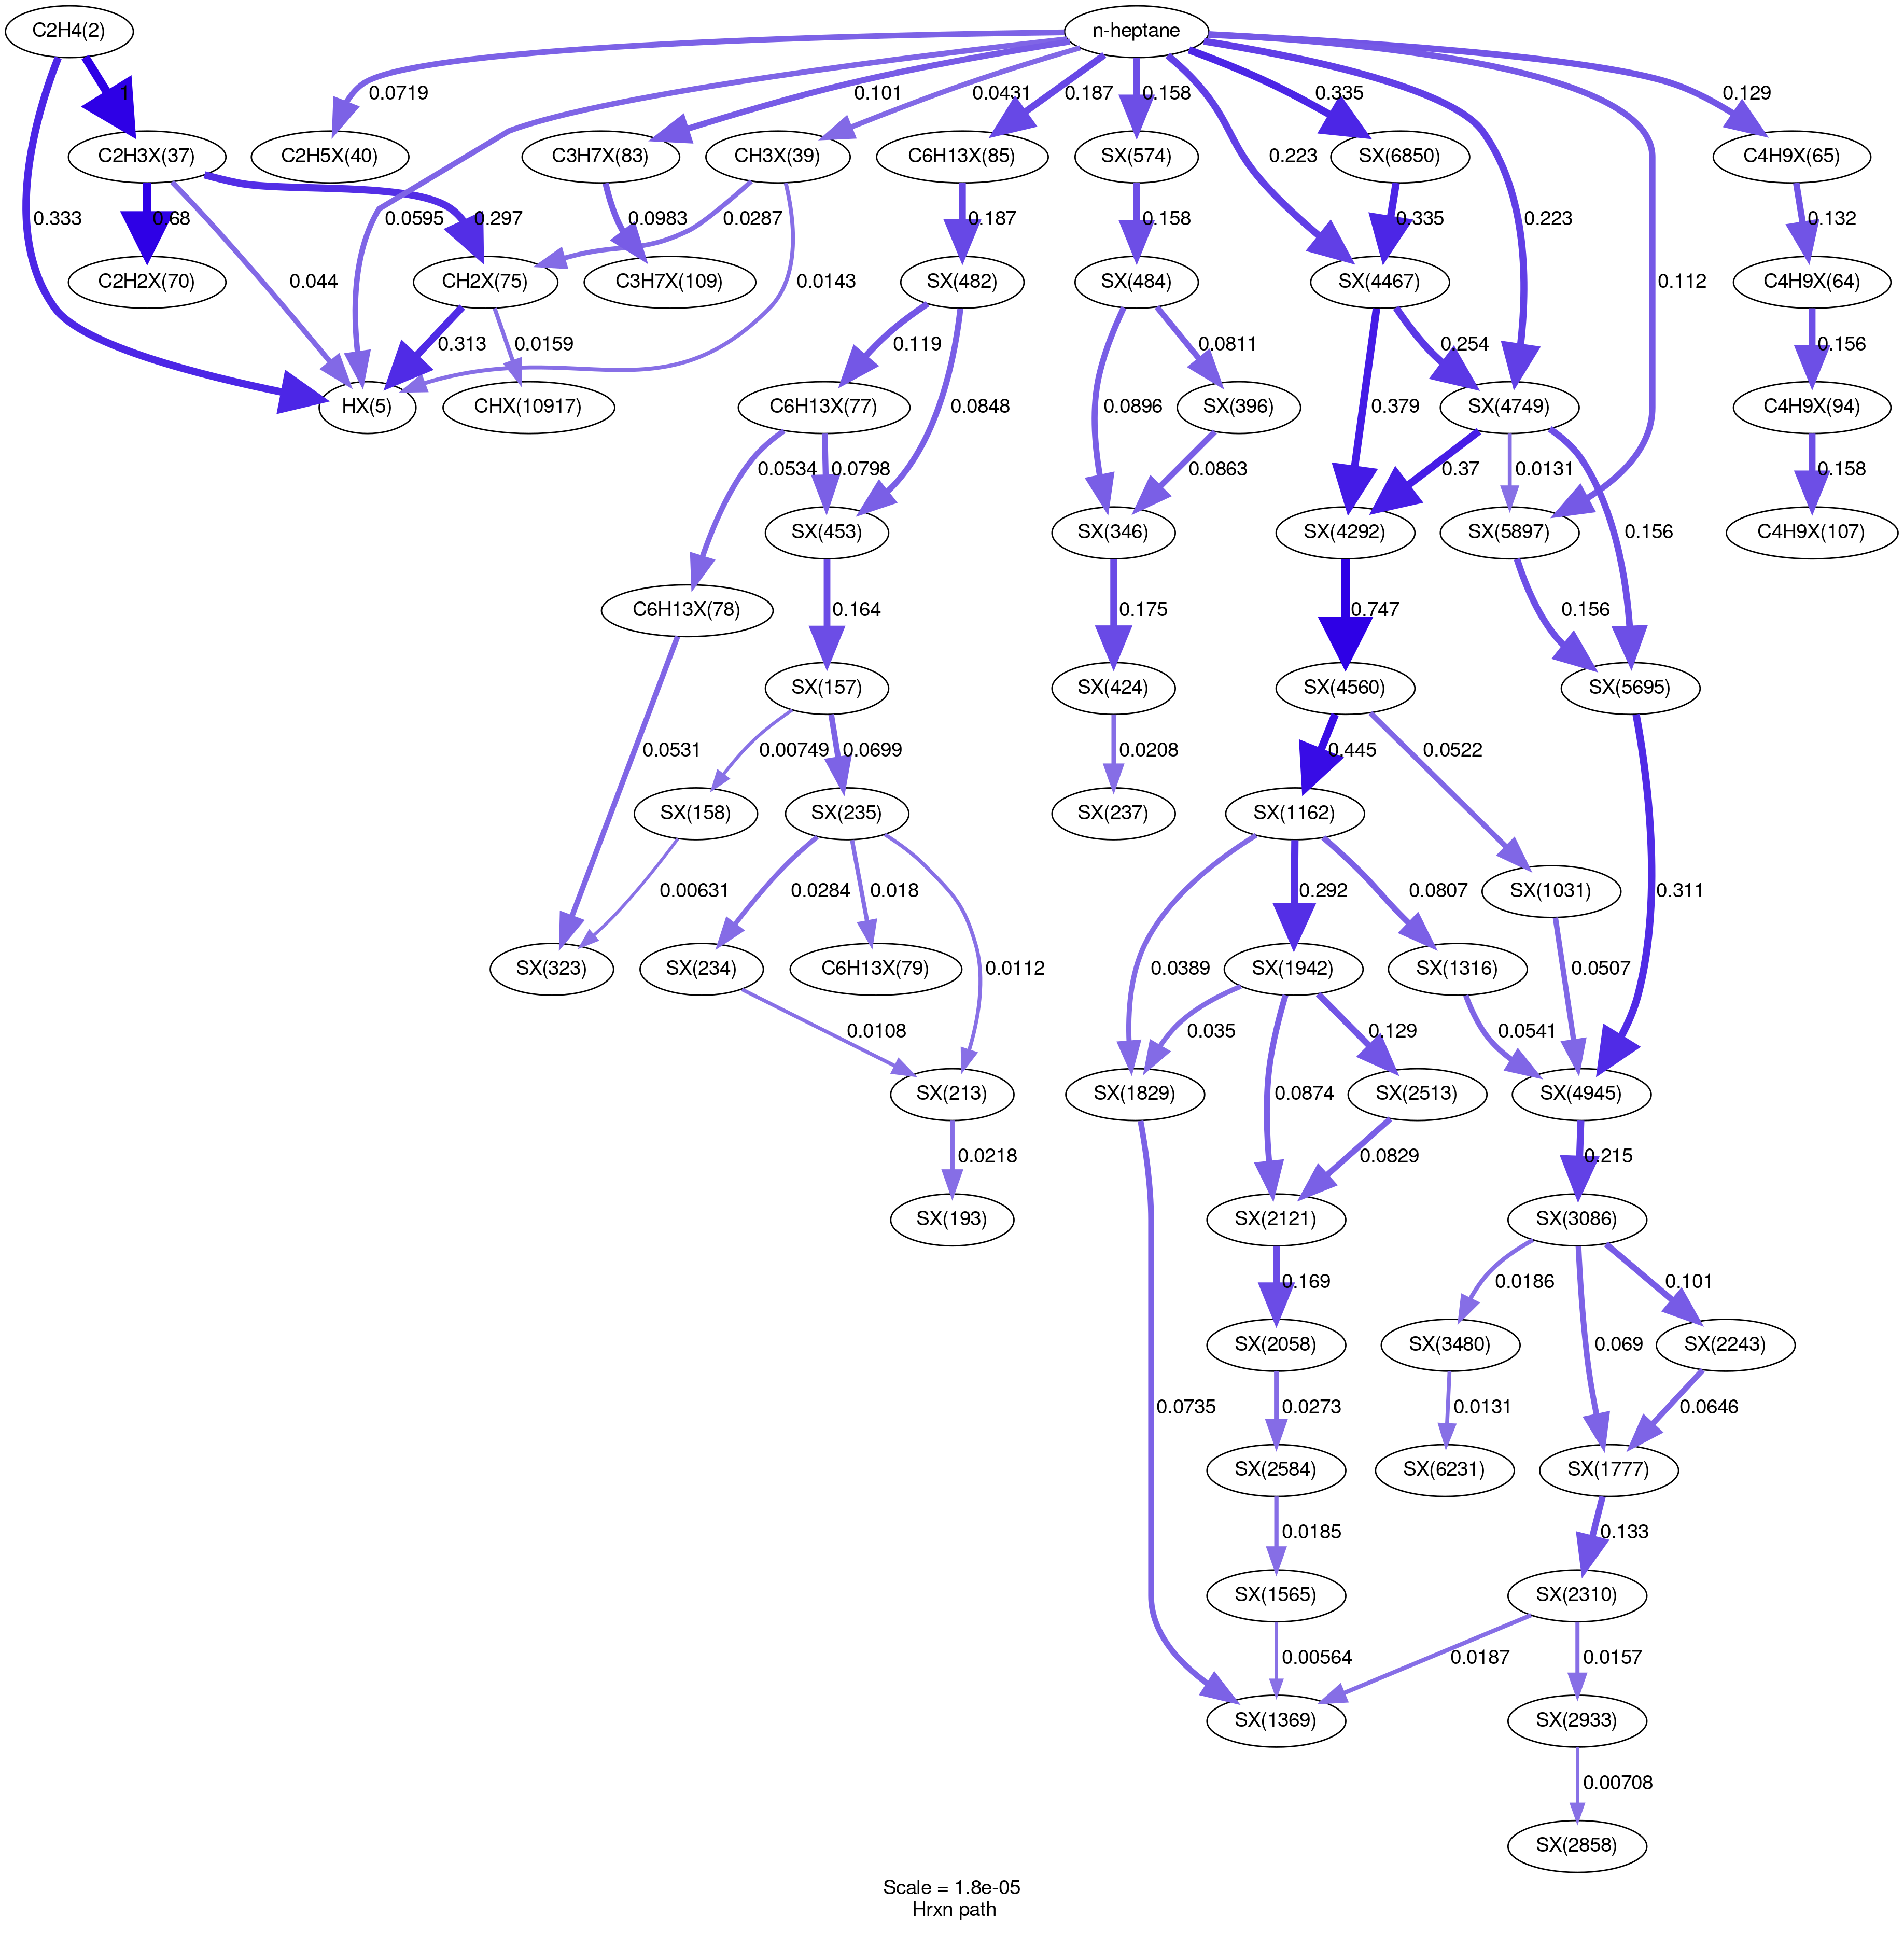 C2H4(2)
n-heptane
1
0.0719
0.101
0.0431
0.187
0.158
0.335
0.129
C2H3X(37)
C2H5X(40)
C3H7X(83)
CH3X(39)
C6H13X(85)
SX(574)
0.223
SX(6850)
C4H9X(65)
0.333
0.68
0.297
0.0595
0.0983
0.0287
0.187
0.158
0.335
0.223
0.132
0.044
0.112
C2H2X(70)
CH2X(75)
C3H7X(109)
0.0143
SX(482)
SX(484)
SX(4467)
C4H9X(64)
0.313
0.0159
0.119
0.0811
0.254
0.156
HX(5)
CHX(10917)
C6H13X(77)
0.0848
0.0896
SX(396)
0.379
SX(4749)
C4H9X(94)
0.0534
0.0798
0.0863
0.37
0.0131
0.158
SX(453)
SX(346)
SX(4292)
SX(5897)
0.156
C4H9X(107)
C6H13X(78)
0.164
0.175
0.747
0.156
SX(157)
SX(424)
SX(4560)
SX(5695)
0.0531
0.00749
0.0699
0.0208
0.445
0.0522
SX(158)
SX(235)
SX(237)
SX(1162)
0.00631
0.0284
0.018
0.292
0.0807
SX(1031)
0.311
SX(323)
SX(234)
C6H13X(79)
0.0112
0.0389
SX(1942)
SX(1316)
0.0507
0.0108
0.035
0.129
0.0541
SX(213)
SX(1829)
0.0874
SX(2513)
SX(4945)
0.0218
0.0829
0.215
SX(193)
SX(2121)
SX(3086)
0.169
0.0186
0.101
SX(2058)
SX(3480)
0.069
SX(2243)
0.0735
0.0273
0.0131
0.0646
SX(2584)
SX(6231)
SX(1777)
0.0185
0.133
SX(1565)
SX(2310)
0.00564
0.0187
0.0157
SX(1369)
SX(2933)
0.00708
SX(2858)
Scale = 1.8e-05
Hrxn path